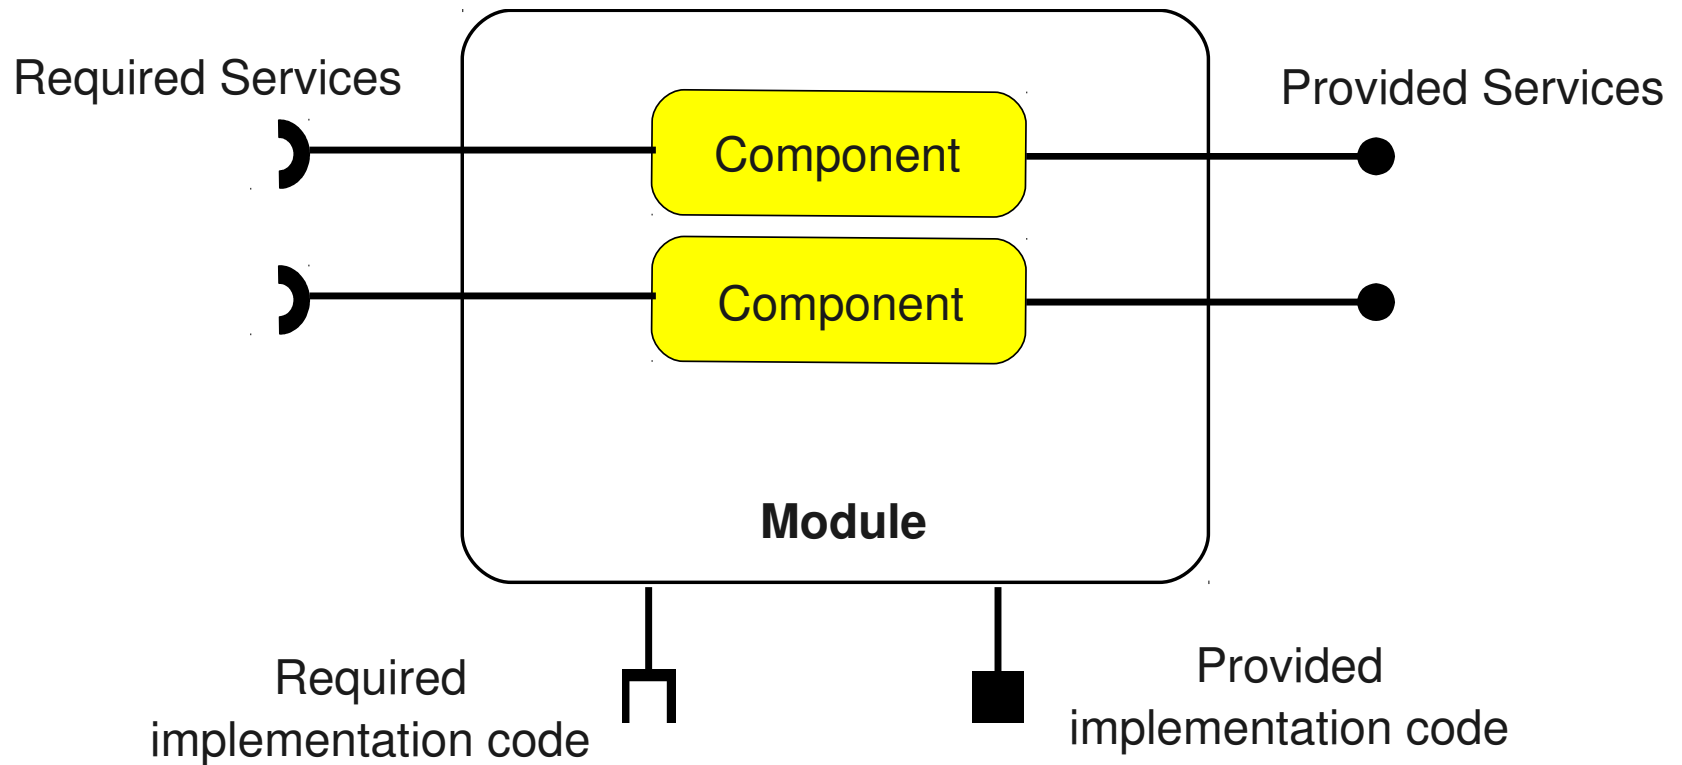 Required Services
Provided Services
Component
Component
Module
Required
implementation code
Provided
implementation code